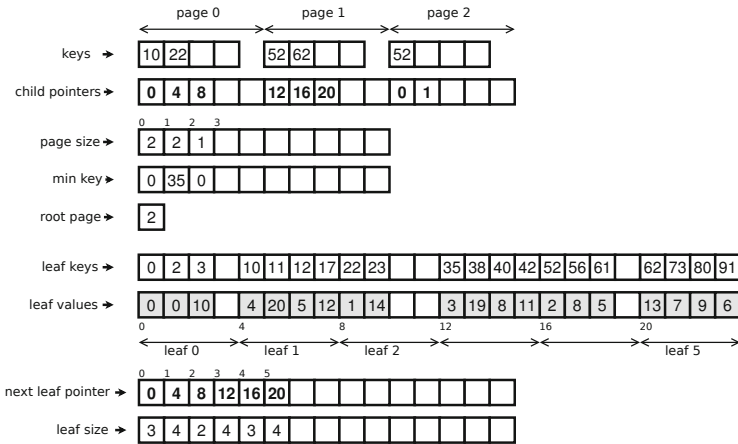 page 0 page 1 page 2
keys 10 22 52 62 52
child pointers 0 4 8 12 16 20 0 1
0 1 2 3
page size 2 2 1
min key 0 35 0
root page 2
leaf keys 0 2 3 10 11 12 17 22 23 35 38 40 42 52 56 61 62 73 80 91
leaf values 0 0 10 4 20 5 12 1 14 3 19 8 11 2 8 5 13 7 9 6
0 4 8 12 16 20
leaf 0 leaf 1 leaf 2 leaf 5
0 1 2 3 4 5
next leaf pointer 0 4 8 12 16 20
leaf size 3 4 2 4 3 4